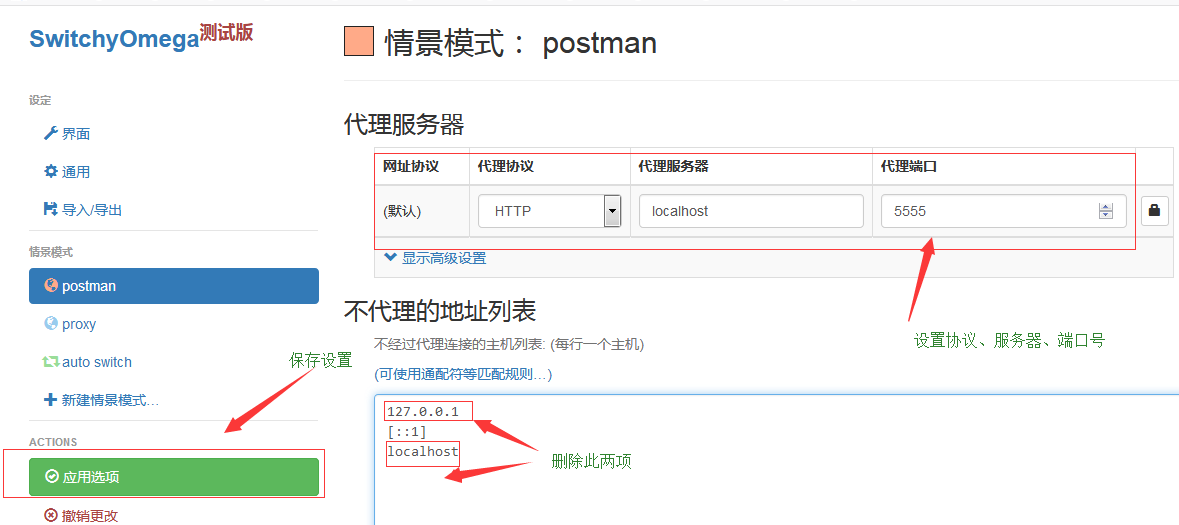 SwitchyOmega测试版
设定
界面
通用
导入/导出
情景模式
postman
proxy
auto switch
新建情景模式…
保存设置
ACTIONS
应用选项
撤销更改
情景模式： postman
代理服务器
网址协议 代理协议 代理服务器 代理端口
(默认) HTTP localhost 5555
显示高级设置
设置协议、服务器、端口号
不代理的地址列表
不经过代理连接的主机列表: (每行一个主机)
(可使用通配符等匹配规则…)
127.0.0.1
[::1]
localhost
删除此两项